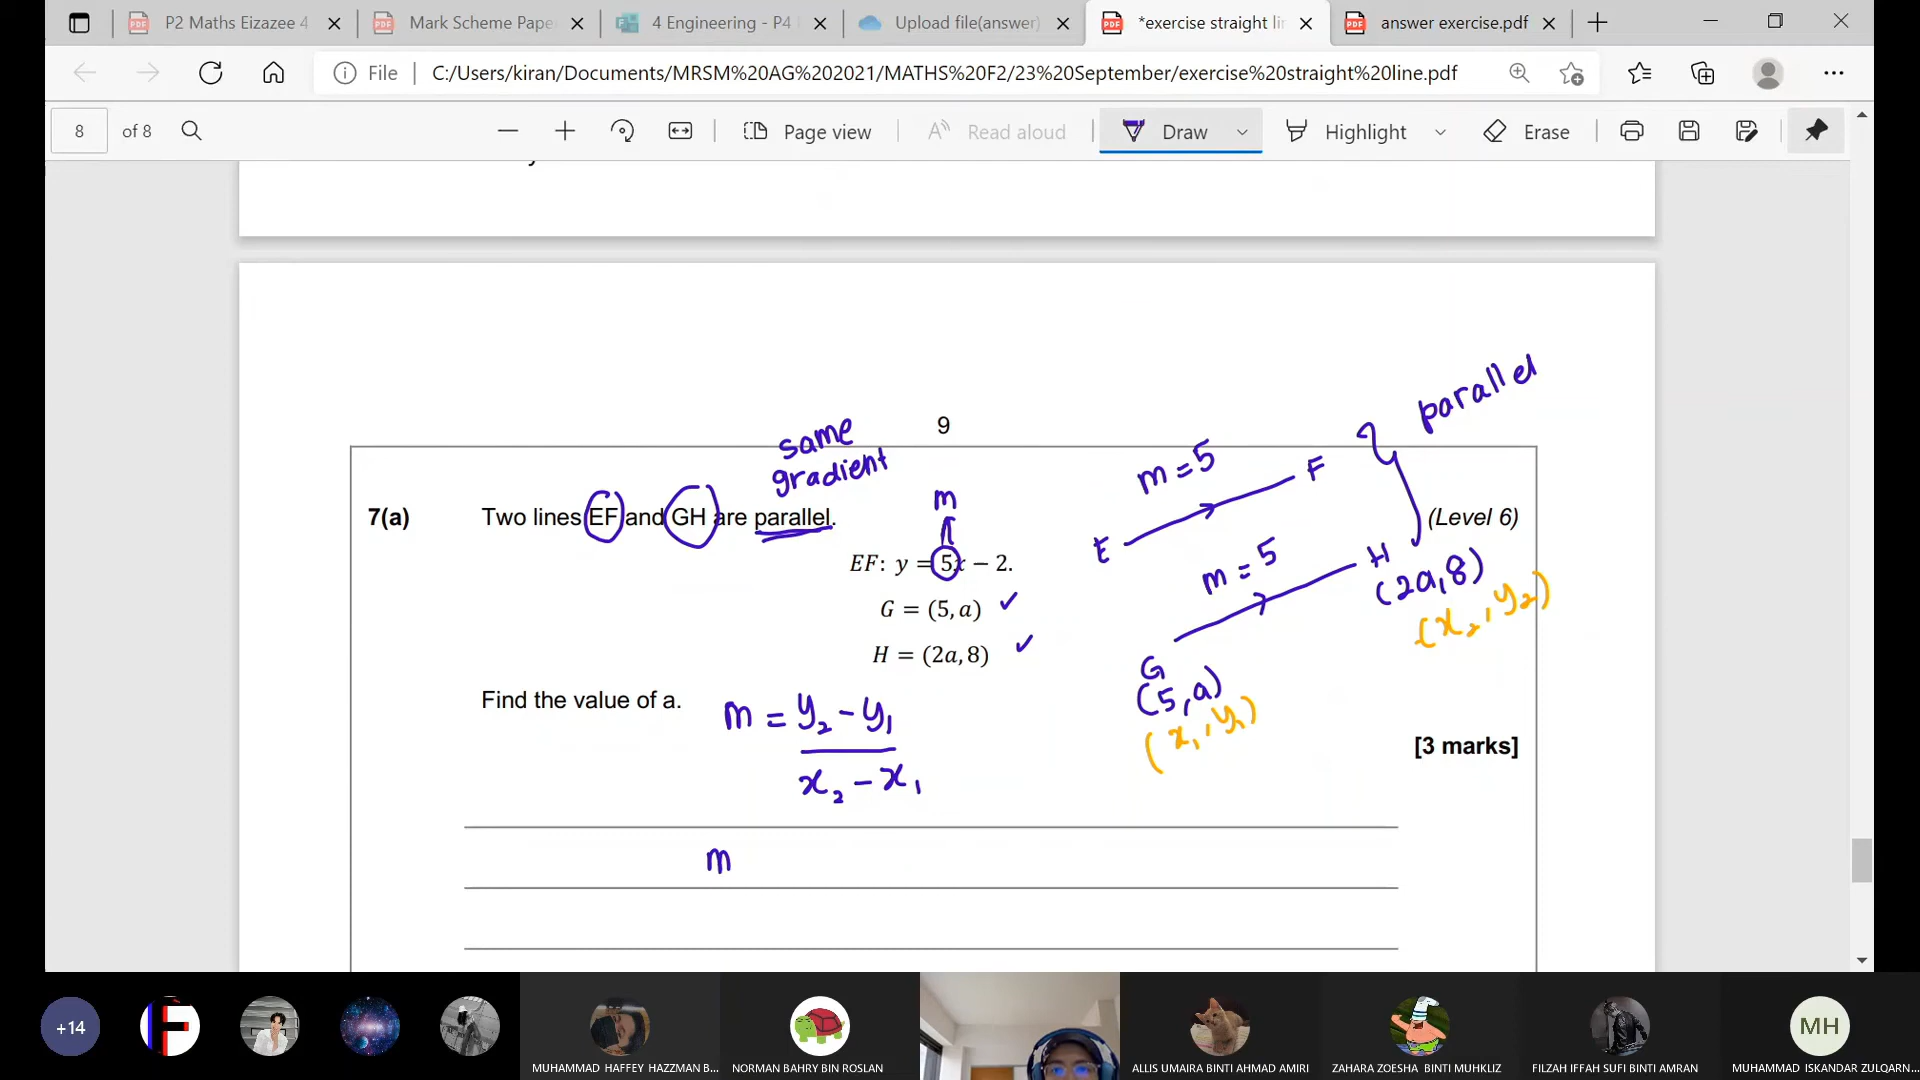 P2 Maths Eizazee 4
Mark Scheme Pape
4 Engineering - P4
Upload file(answer)
*exercise straight li
answer exercise.pdf
File
C:/Users/kiran/Documents/MRSM%20AG%202021/MATHS%20F2/23%20September/exercise%20straight%20line.pdf
8 of 8
Page view
Read aloud
Draw
Highlight
Erase
9
same
gradient
parallel
m = 5
E
F
7(a) Two lines EF and GH are parallel.
(Level 6)
m
EF: y = 5x − 2.
G = (5, a) ✓
H = (2a, 8) ✓
m = 5
H
(2a, 8)
(x2, y2)
G
(5, a)
(x1, y1)
Find the value of a.
m = y2 − y1
x2 − x1
[3 marks]
m
+14
F
MUHAMMAD HAFFEY HAZZMAN B...
NORMAN BAHRY BIN ROSLAN
ALLIS UMAIRA BINTI AHMAD AMIRI
ZAHARA ZOESHA BINTI MUHKLIZ
FILZAH IFFAH SUFI BINTI AMRAN
MH
MUHAMMAD ISKANDAR ZULQARN...